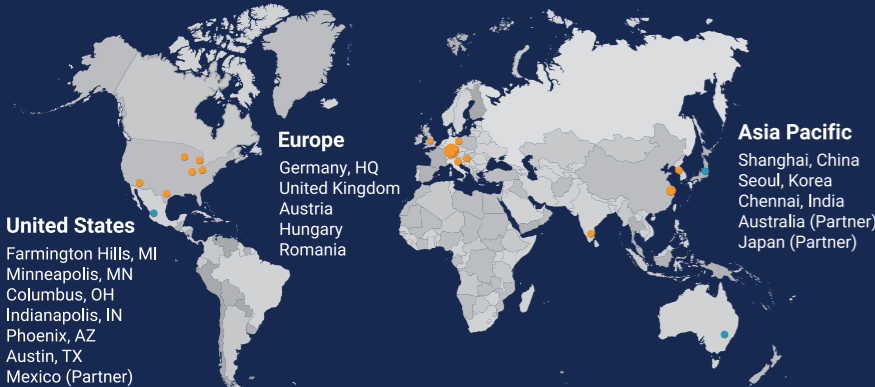 United States
Farmington Hills, MI
Minneapolis, MN
Columbus, OH
Indianapolis, IN
Phoenix, AZ
Austin, TX
Mexico (Partner)
Europe
Germany, HQ
United Kingdom
Austria
Hungary
Romania
Asia Pacific
Shanghai, China
Seoul, Korea
Chennai, India
Australia (Partner)
Japan (Partner)